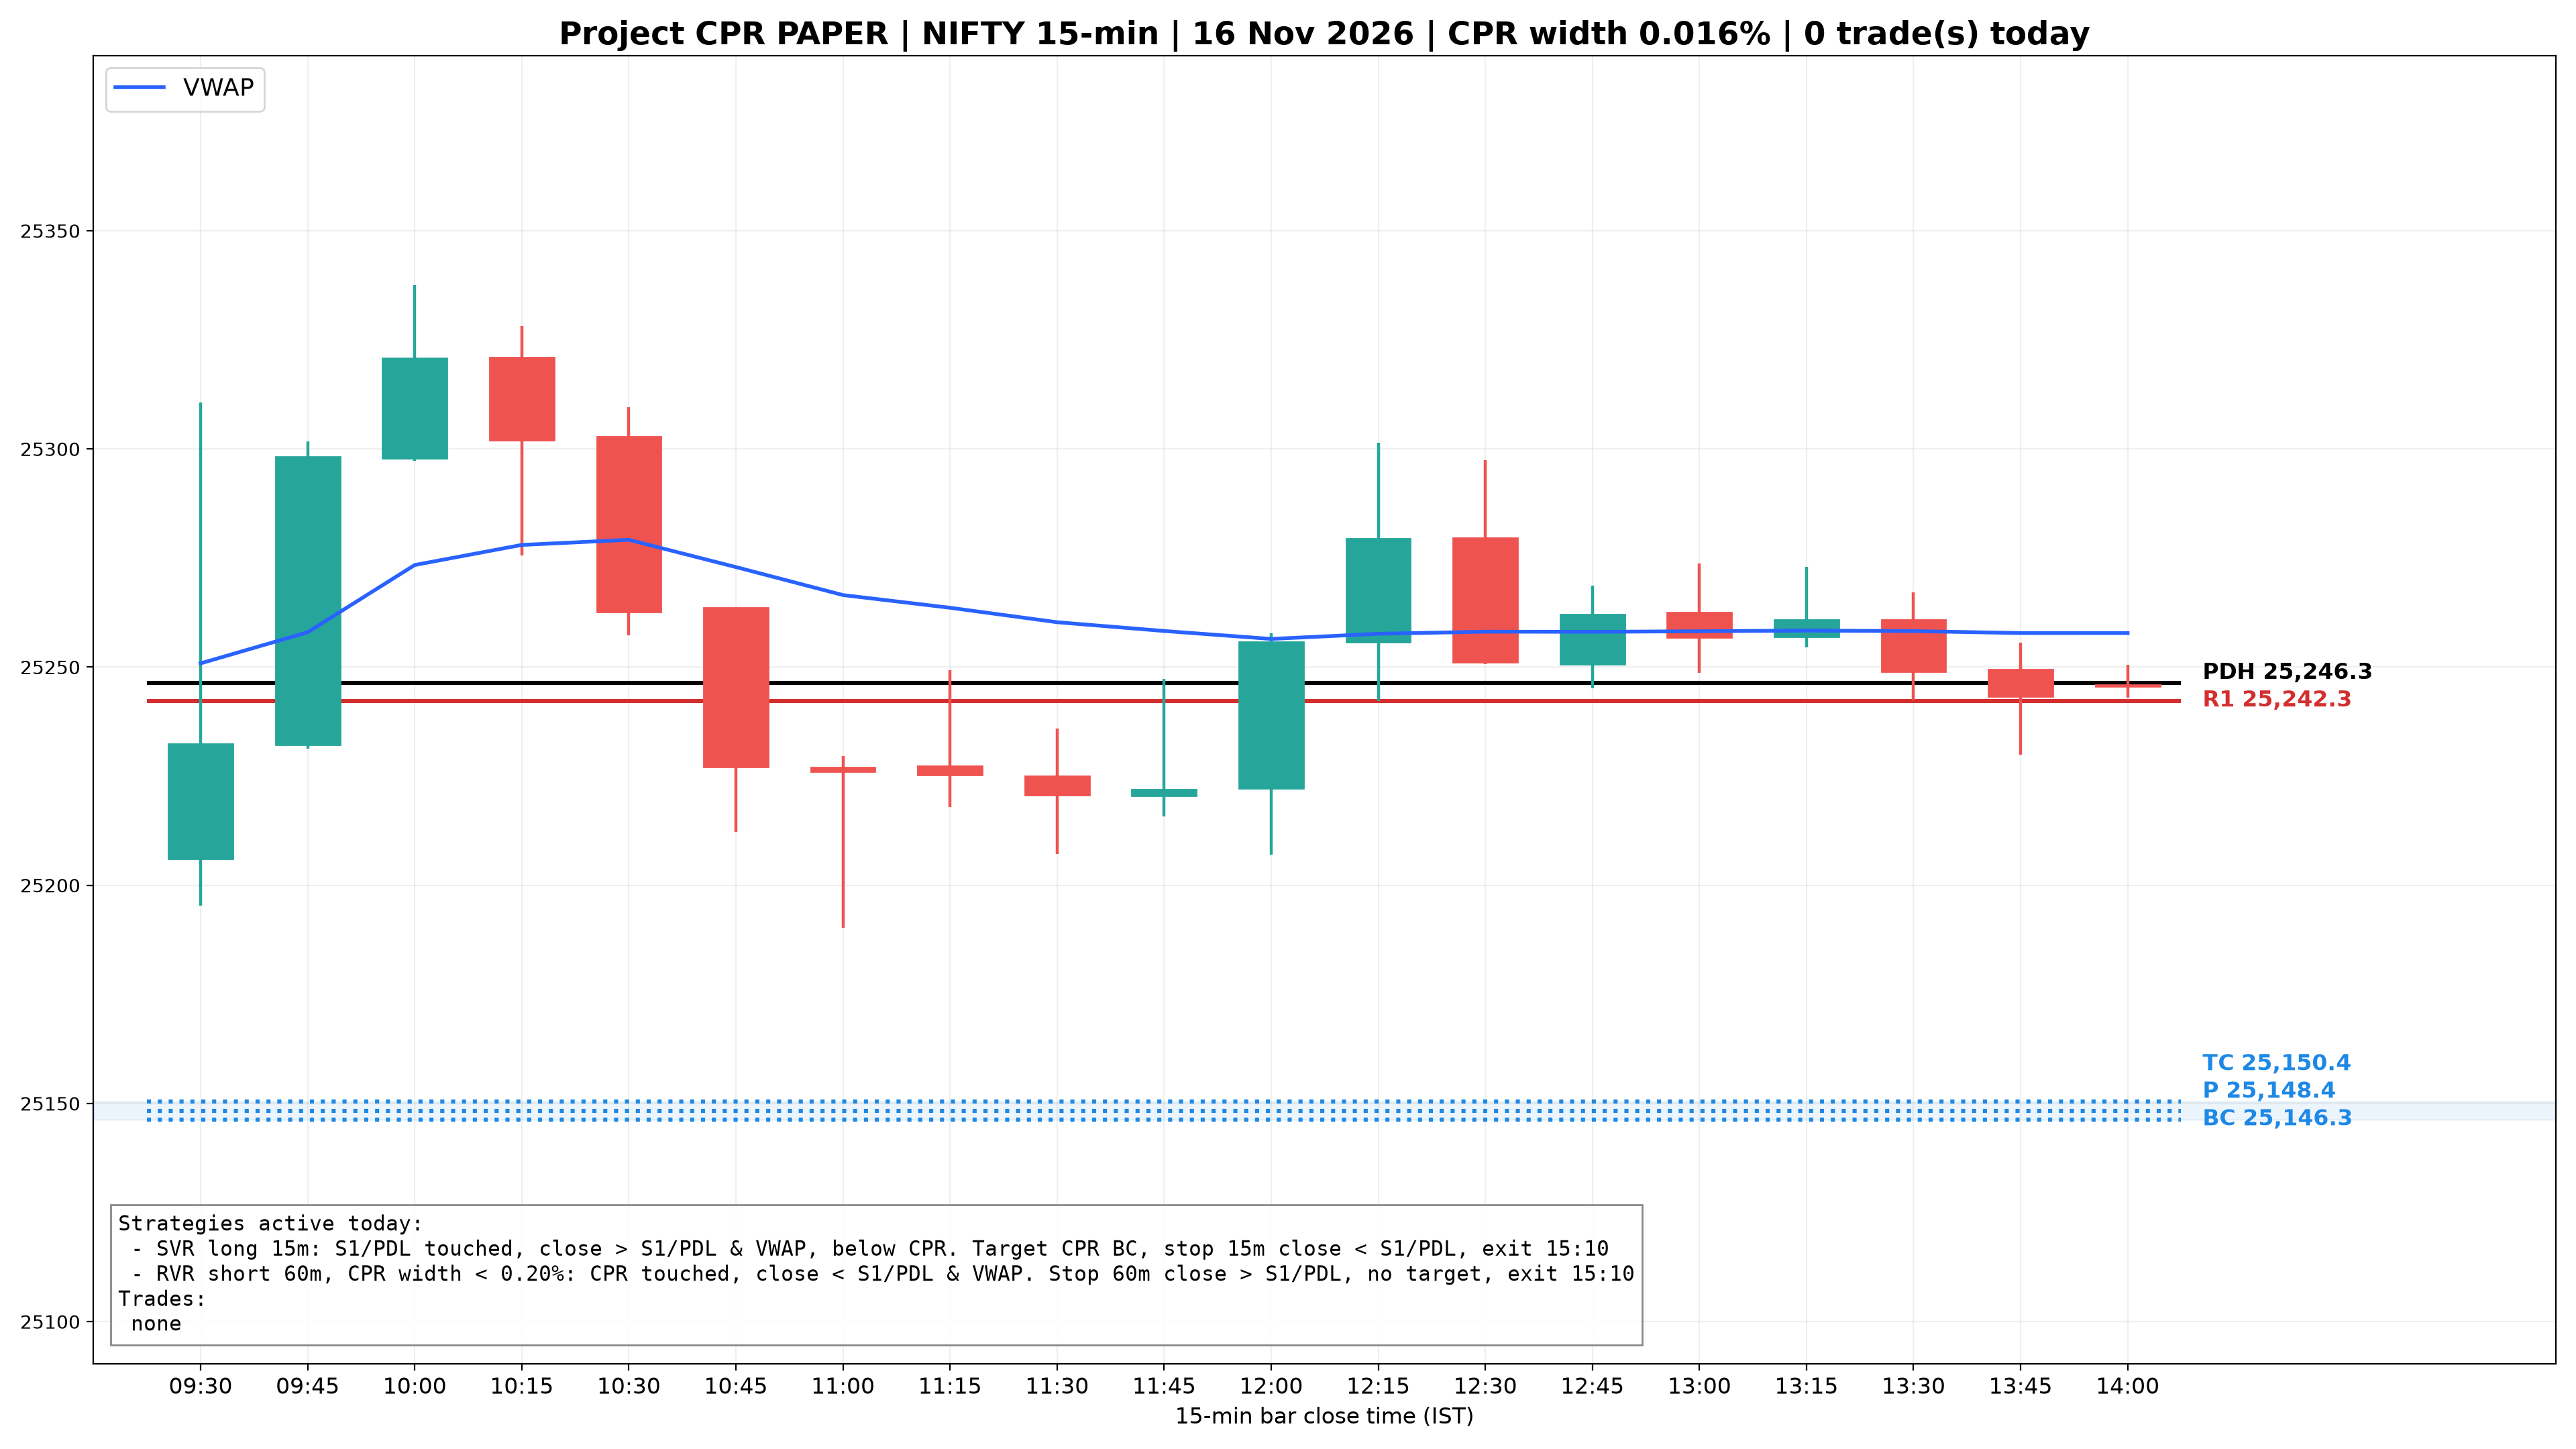 Project CPR PAPER | NIFTY 15-min | 16 Nov 2026 | CPR width 0.016% | 0 trade(s) today
VWAP
25350
25300
25250
25200
25150
25100
PDH 25,246.3
R1 25,242.3
TC 25,150.4
P 25,148.4
BC 25,146.3
Strategies active today:
- SVR long 15m: S1/PDL touched, close > S1/PDL & VWAP, below CPR. Target CPR BC, stop 15m close < S1/PDL, exit 15:10
- RVR short 60m, CPR width < 0.20%: CPR touched, close < S1/PDL & VWAP. Stop 60m close > S1/PDL, no target, exit 15:10
Trades:
none
09:30 09:45 10:00 10:15 10:30 10:45 11:00 11:15 11:30 11:45 12:00 12:15 12:30 12:45 13:00 13:15 13:30 13:45 14:00
15-min bar close time (IST)